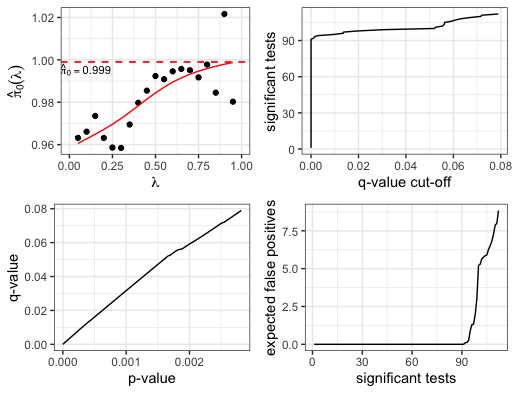 1.02
1.00
0.98
0.96
π̂₀(λ)
π̂₀ = 0.999
0.00 0.25 0.50 0.75 1.00
λ
90
60
30
0
significant tests
0.00 0.02 0.04 0.06 0.08
q-value cut-off
0.08
0.06
0.04
0.02
0.00
q-value
0.000 0.001 0.002
p-value
7.5
5.0
2.5
0.0
expected false positives
0 30 60 90
significant tests